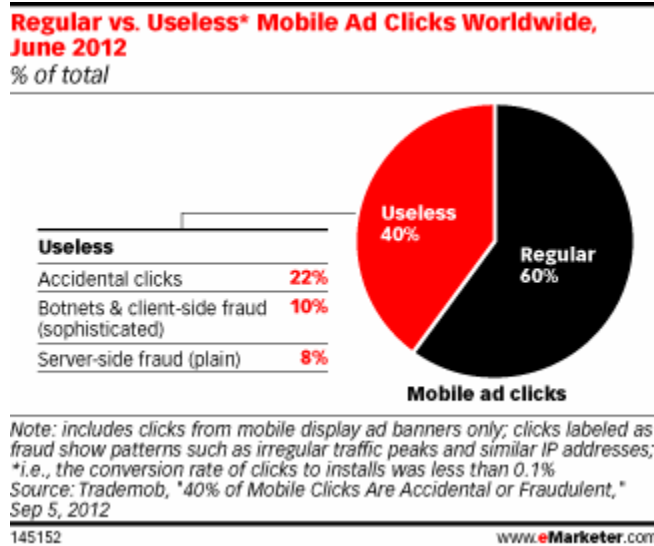 Regular vs. Useless* Mobile Ad Clicks Worldwide,
June 2012
% of total
Useless
40%
Regular
60%
Useless
Accidental clicks 22%
Botnets & client-side fraud 10%
(sophisticated)
Server-side fraud (plain) 8%
Mobile ad clicks
Note: includes clicks from mobile display ad banners only; clicks labeled as
fraud show patterns such as irregular traffic peaks and similar IP addresses;
*i.e., the conversion rate of clicks to installs was less than 0.1%
Source: Trademob, "40% of Mobile Clicks Are Accidental or Fraudulent,"
Sep 5, 2012
145152 www.eMarketer.com